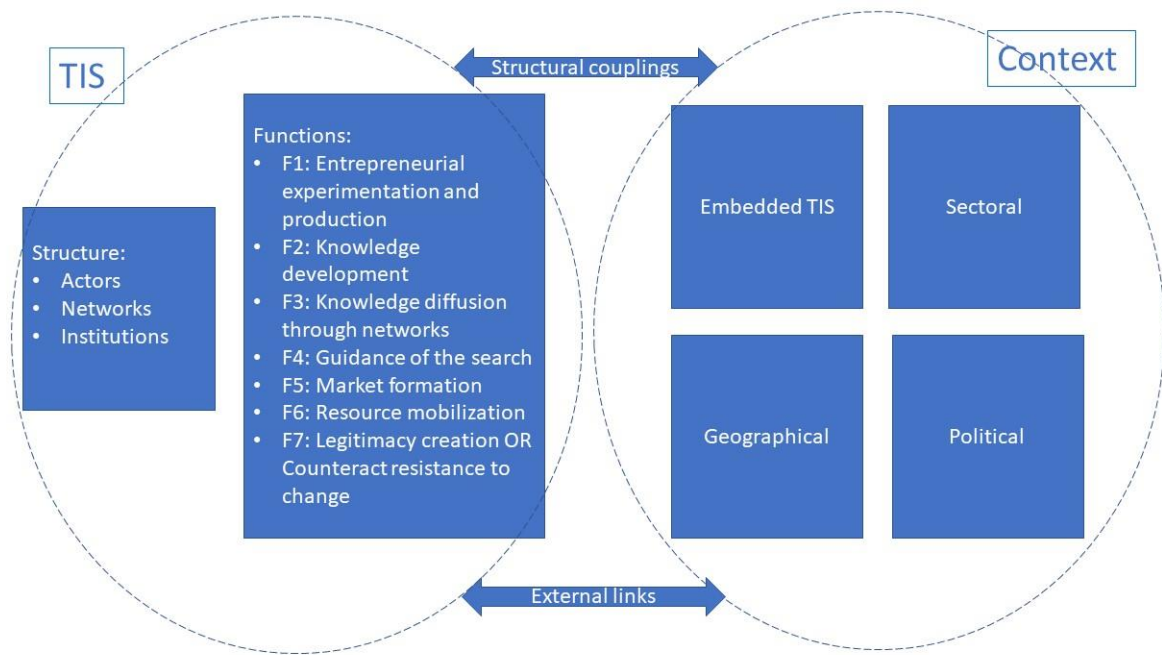 TIS
Structural couplings
Context
Structure:
• Actors
• Networks
• Institutions
Functions:
• F1: Entrepreneurial
experimentation and
production
• F2: Knowledge
development
• F3: Knowledge diffusion
through networks
• F4: Guidance of the search
• F5: Market formation
• F6: Resource mobilization
• F7: Legitimacy creation OR
Counteract resistance to
change
Embedded TIS
Sectoral
Geographical
Political
External links